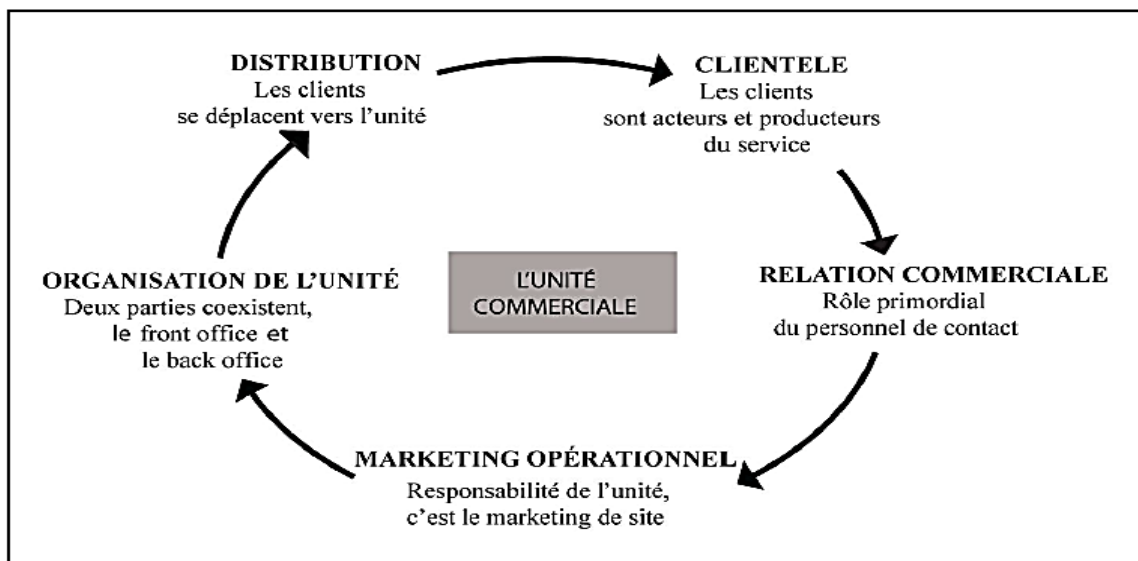 DISTRIBUTION
Les clients
se déplacent vers l'unité
CLIENTELE
Les clients
sont acteurs et producteurs
du service
ORGANISATION DE L'UNITÉ
Deux parties coexistent,
le front office et
le back office
L'UNITÉ
COMMERCIALE
RELATION COMMERCIALE
Rôle primordial
du personnel de contact
MARKETING OPÉRATIONNEL
Responsabilité de l'unité,
c'est le marketing de site